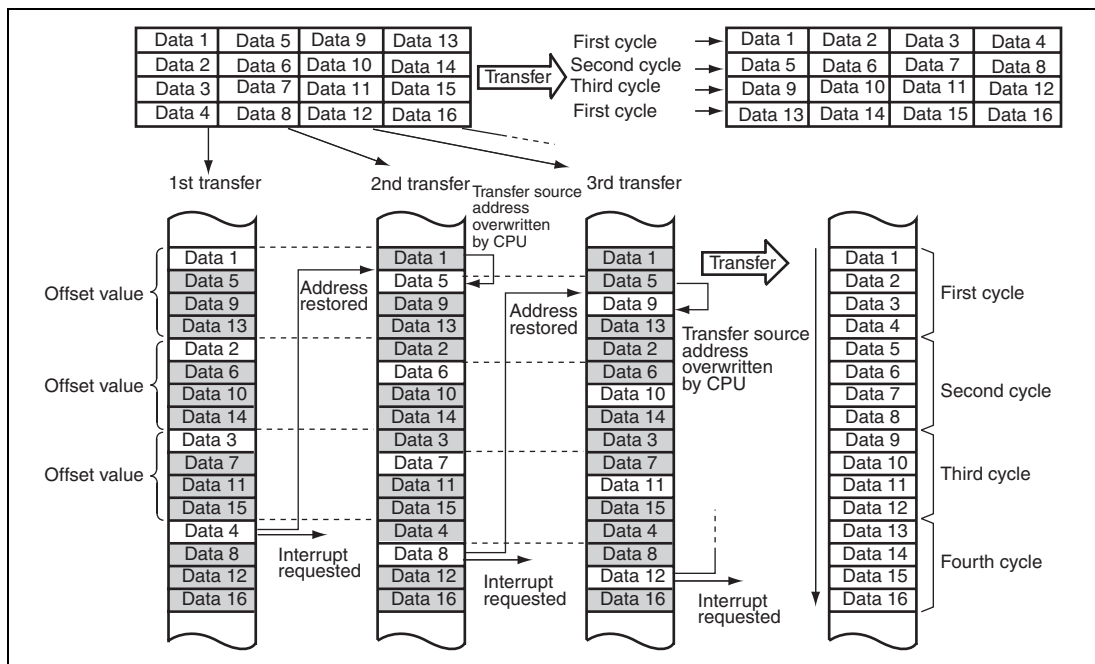 Data 1 Data 5 Data 9 Data 13
Data 2 Data 6 Data 10 Data 14
Data 3 Data 7 Data 11 Data 15
Data 4 Data 8 Data 12 Data 16
Transfer
First cycle
Second cycle
Third cycle
First cycle
Data 1 Data 2 Data 3 Data 4
Data 5 Data 6 Data 7 Data 8
Data 9 Data 10 Data 11 Data 12
Data 13 Data 14 Data 15 Data 16
1st transfer
Offset value
Offset value
Offset value
Data 1
Data 5
Data 9
Data 13
Data 2
Data 6
Data 10
Data 14
Data 3
Data 7
Data 11
Data 15
Data 4
Data 8
Data 12
Data 16
Address
restored
Interrupt
requested
2nd transfer
Transfer source
address
overwritten
by CPU
Data 1
Data 5
Data 9
Data 13
Data 2
Data 6
Data 10
Data 14
Data 3
Data 7
Data 11
Data 15
Data 4
Data 8
Data 12
Data 16
Address
restored
Interrupt
requested
3rd transfer
Data 1
Data 5
Data 9
Data 13
Data 2
Data 6
Data 10
Data 14
Data 3
Data 7
Data 11
Data 15
Data 4
Data 8
Data 12
Data 16
Transfer
Transfer source
address
overwritten
by CPU
Interrupt
requested
Data 1
Data 2
Data 3
Data 4
Data 5
Data 6
Data 7
Data 8
Data 9
Data 10
Data 11
Data 12
Data 13
Data 14
Data 15
Data 16
First cycle
Second cycle
Third cycle
Fourth cycle